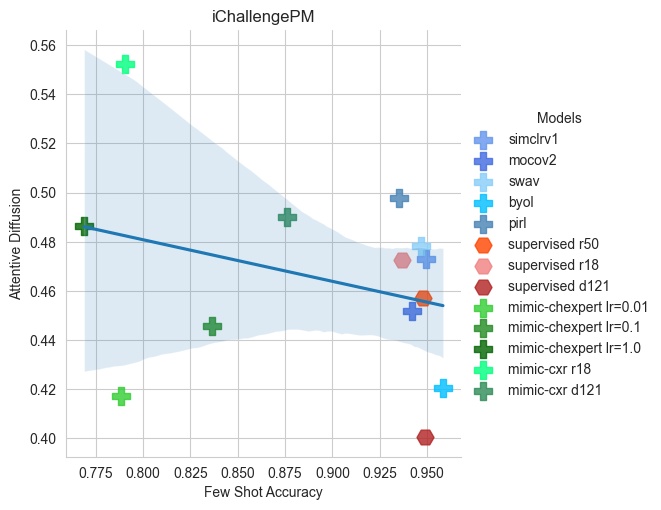 iChallengePM
0.56
0.54
0.52
0.50
0.48
0.46
0.44
0.42
0.40
Attentive Diffusion
0.775
0.800
0.825
0.850
0.875
0.900
0.925
0.950
Few Shot Accuracy
Models
simclrv1
mocov2
swav
byol
pirl
supervised r50
supervised r18
supervised d121
mimic-chexpert lr=0.01
mimic-chexpert lr=0.1
mimic-chexpert lr=1.0
mimic-cxr r18
mimic-cxr d121